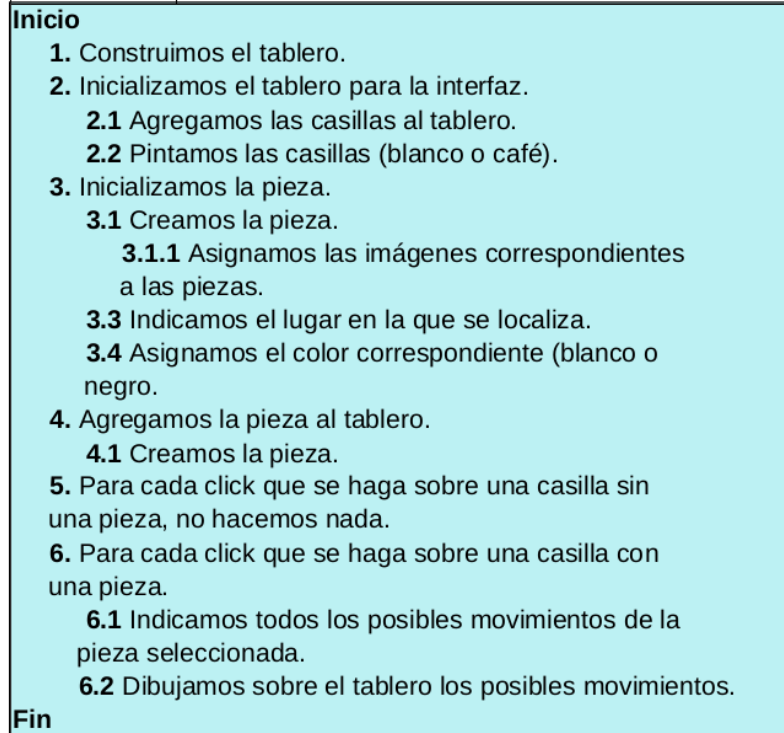 Inicio
1. Construimos el tablero.
2. Inicializamos el tablero para la interfaz.
2.1 Agregamos las casillas al tablero.
2.2 Pintamos las casillas (blanco o café).
3. Inicializamos la pieza.
3.1 Creamos la pieza.
3.1.1 Asignamos las imágenes correspondientes
a las piezas.
3.3 Indicamos el lugar en la que se localiza.
3.4 Asignamos el color correspondiente (blanco o
negro.
4. Agregamos la pieza al tablero.
4.1 Creamos la pieza.
5. Para cada click que se haga sobre una casilla sin
una pieza, no hacemos nada.
6. Para cada click que se haga sobre una casilla con
una pieza.
6.1 Indicamos todos los posibles movimientos de la
pieza seleccionada.
6.2 Dibujamos sobre el tablero los posibles movimientos.
Fin